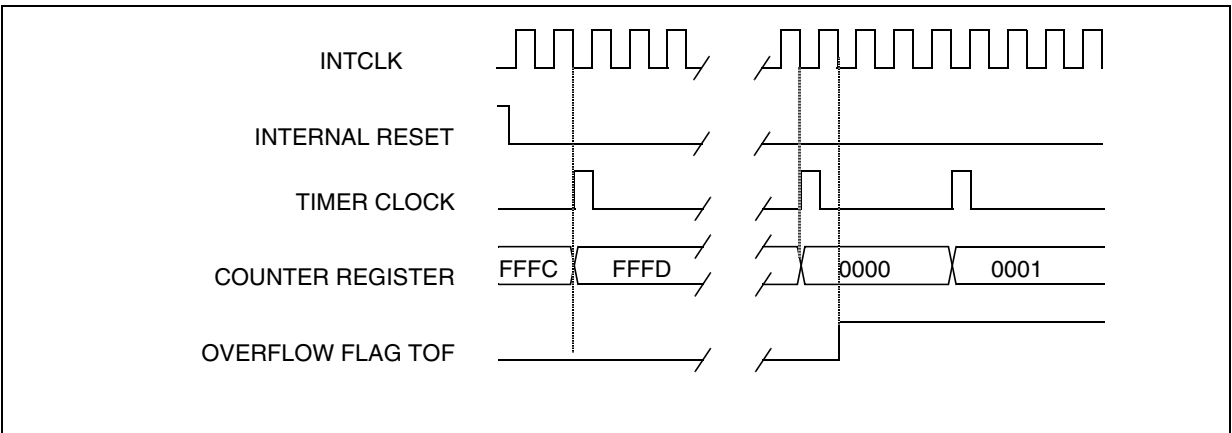 INTCLK
INTERNAL RESET
TIMER CLOCK
COUNTER REGISTER
FFFC
FFFD
0000
0001
OVERFLOW FLAG TOF